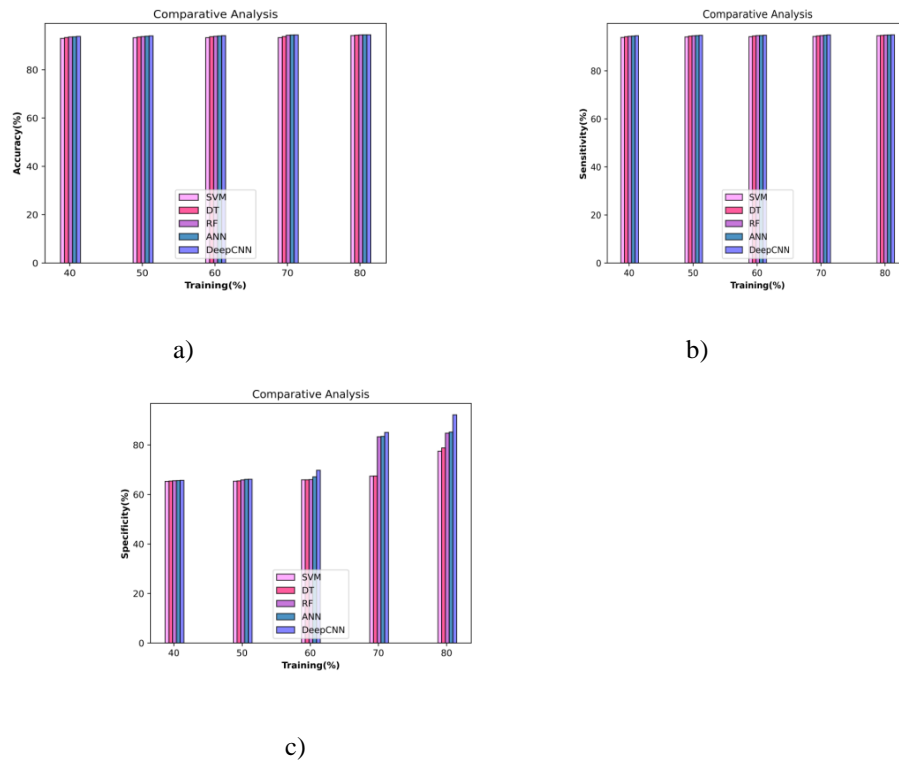 Comparative Analysis
Accuracy(%)
80
60
40
20
0
SVM
DT
RF
ANN
DeepCNN
40 50 60 70 80
Training(%)
a)
Sensitivity(%)
80
60
40
20
0
SVM
DT
RF
ANN
DeepCNN
40 50 60 70 80
Training(%)
Comparative Analysis
b)
Comparative Analysis
Specificity(%)
80
60
40
20
0
SVM
DT
RF
ANN
DeepCNN
40 50 60 70 80
Training(%)
c)